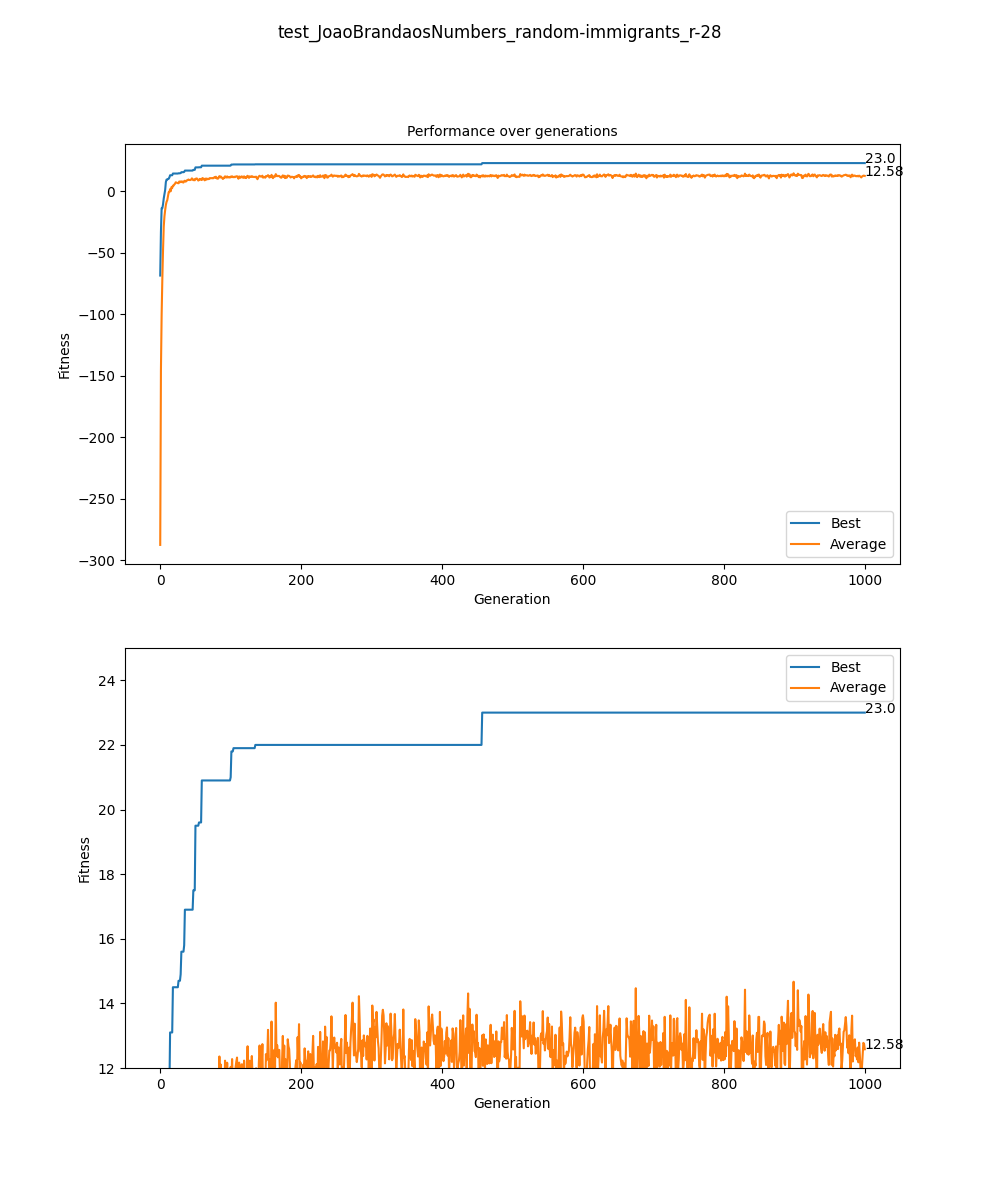 test_JoaoBrandaosNumbers_random-immigrants_r-28
Performance over generations
23.0
12.58
0
−50
−100
−150
−200
−250
−300
Fitness
Best
Average
0 200 400 600 800 1000
Generation
24
22
20
18
16
14
12
Fitness
Best
Average
23.0
12.58
0 200 400 600 800 1000
Generation